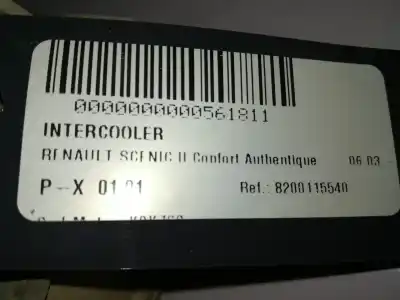 0000000000561811
INTERCOOLER
RENAULT SCENIC II Confort Authentique 06.03
P-X 01 01
Ref.: 8200115540